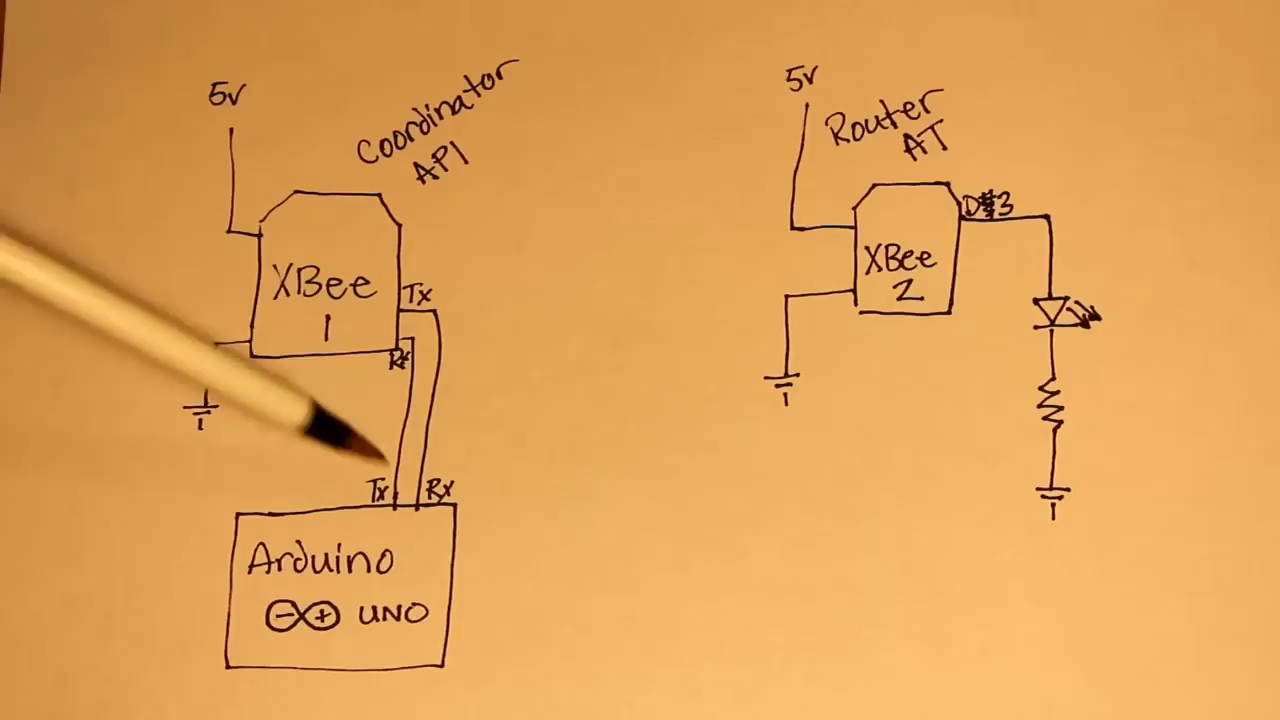 5v
Coordinator
API
XBee
1
Tx
Rx
Tx
Rx
Arduino
UNO
5v
Router
AT
XBee
2
D#3